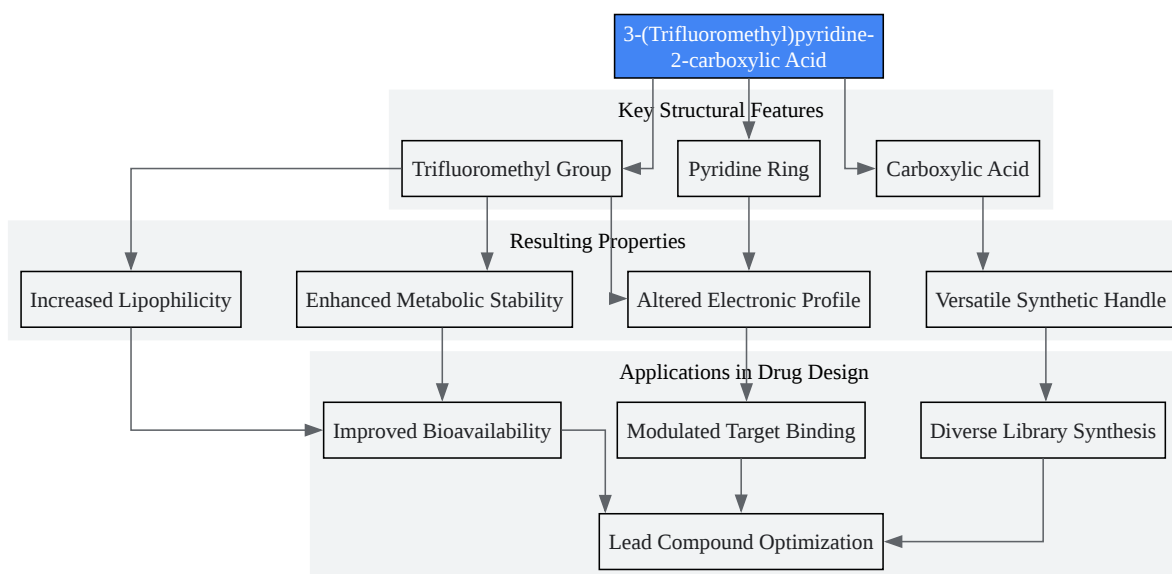 3-(Trifluoromethyl)pyridine-
2-carboxylic Acid
Key Structural Features
Trifluoromethyl Group
Pyridine Ring
Carboxylic Acid
Resulting Properties
Increased Lipophilicity
Enhanced Metabolic Stability
Altered Electronic Profile
Versatile Synthetic Handle
Applications in Drug Design
Improved Bioavailability
Modulated Target Binding
Diverse Library Synthesis
Lead Compound Optimization